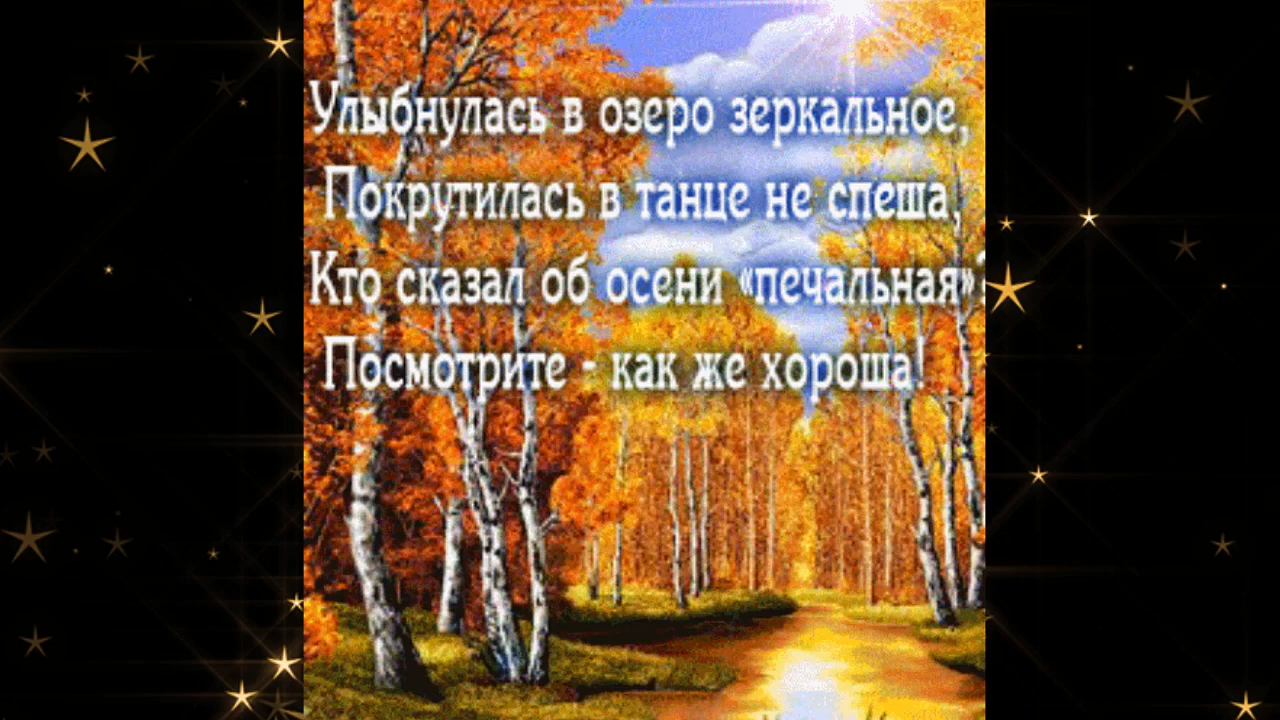 Улыбнулась в озеро зеркальное,
Покрутилась в танце не спеша,
Кто сказал об осени «печальная»?
Посмотрите - как же хороша!